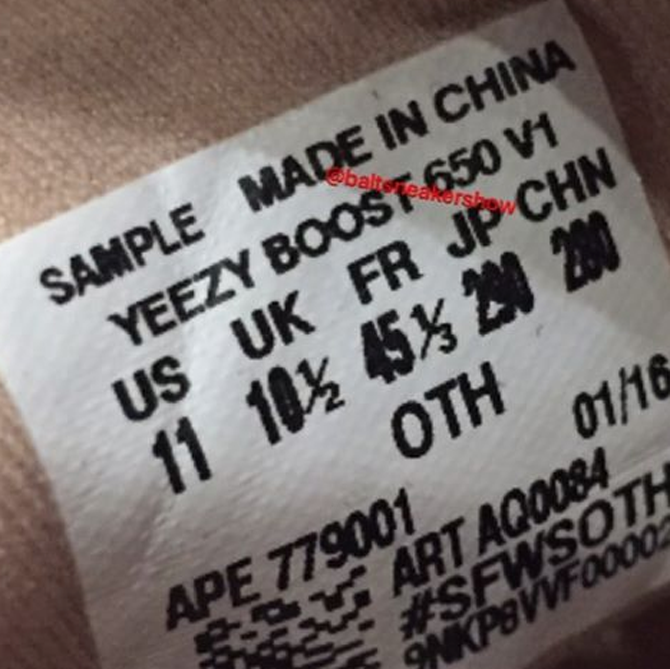 SAMPLE MADE IN CHINA
YEEZY BOOST 650 V1
@baltsneakershow
US UK FR JP CHN
11 10½ 45⅓ 290 280
OTH 01/16
APE 779001 ART AQ0084
#SFWSOTH
9NKP8VVF00002